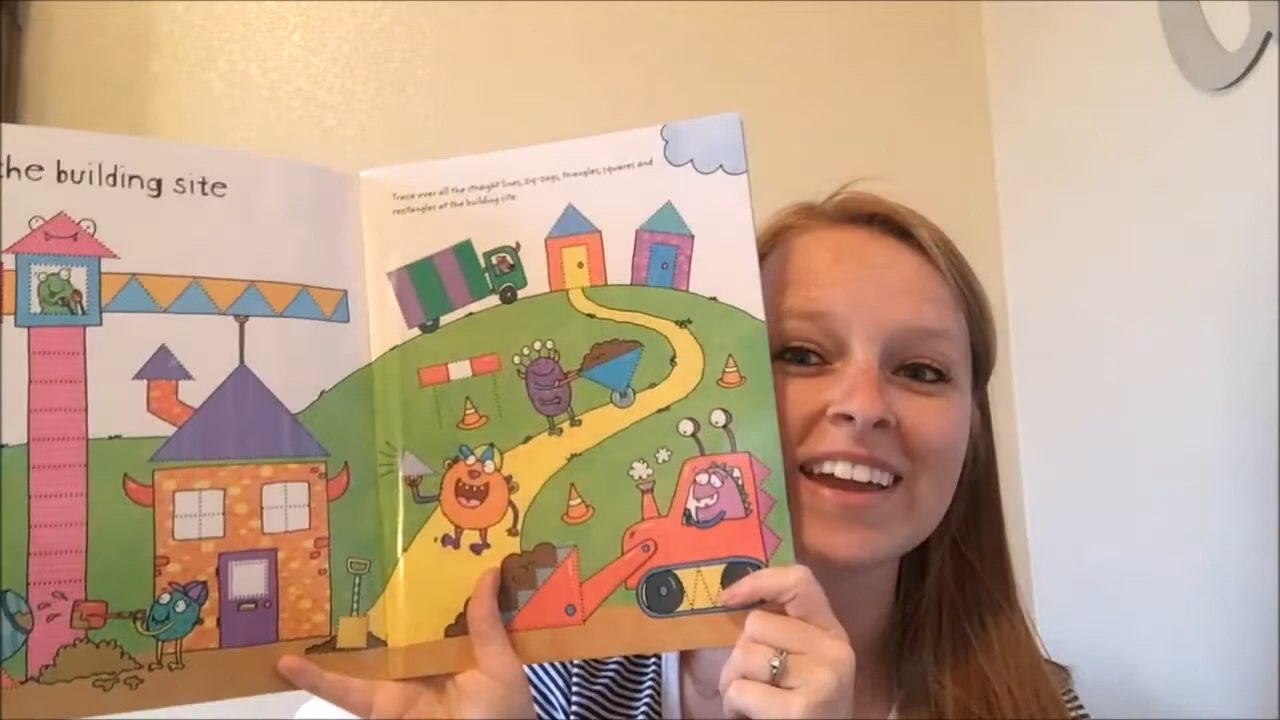 the building site
Trace over all the straight lines, zig-zags, triangles, squares and
rectangles at the building site.